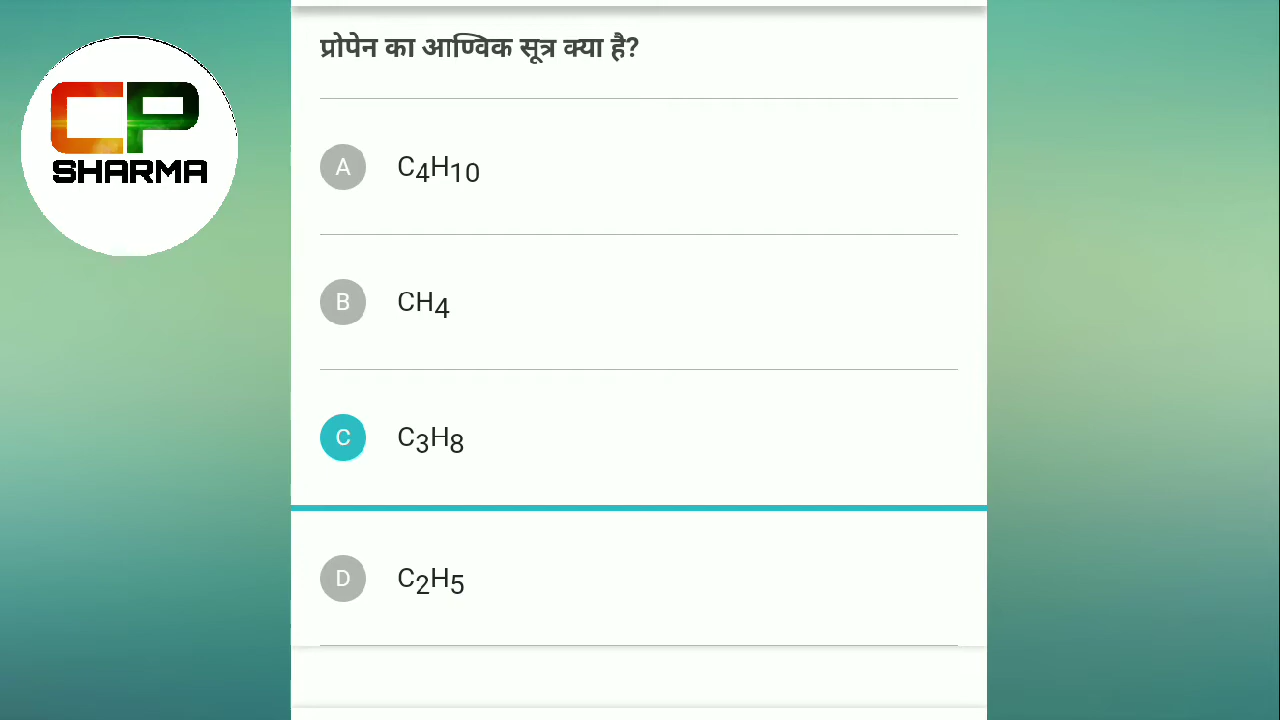 CP
SHARMA
प्रोपेन का आण्विक सूत्र क्या है?
A C4H10
B CH4
C C3H8
D C2H5